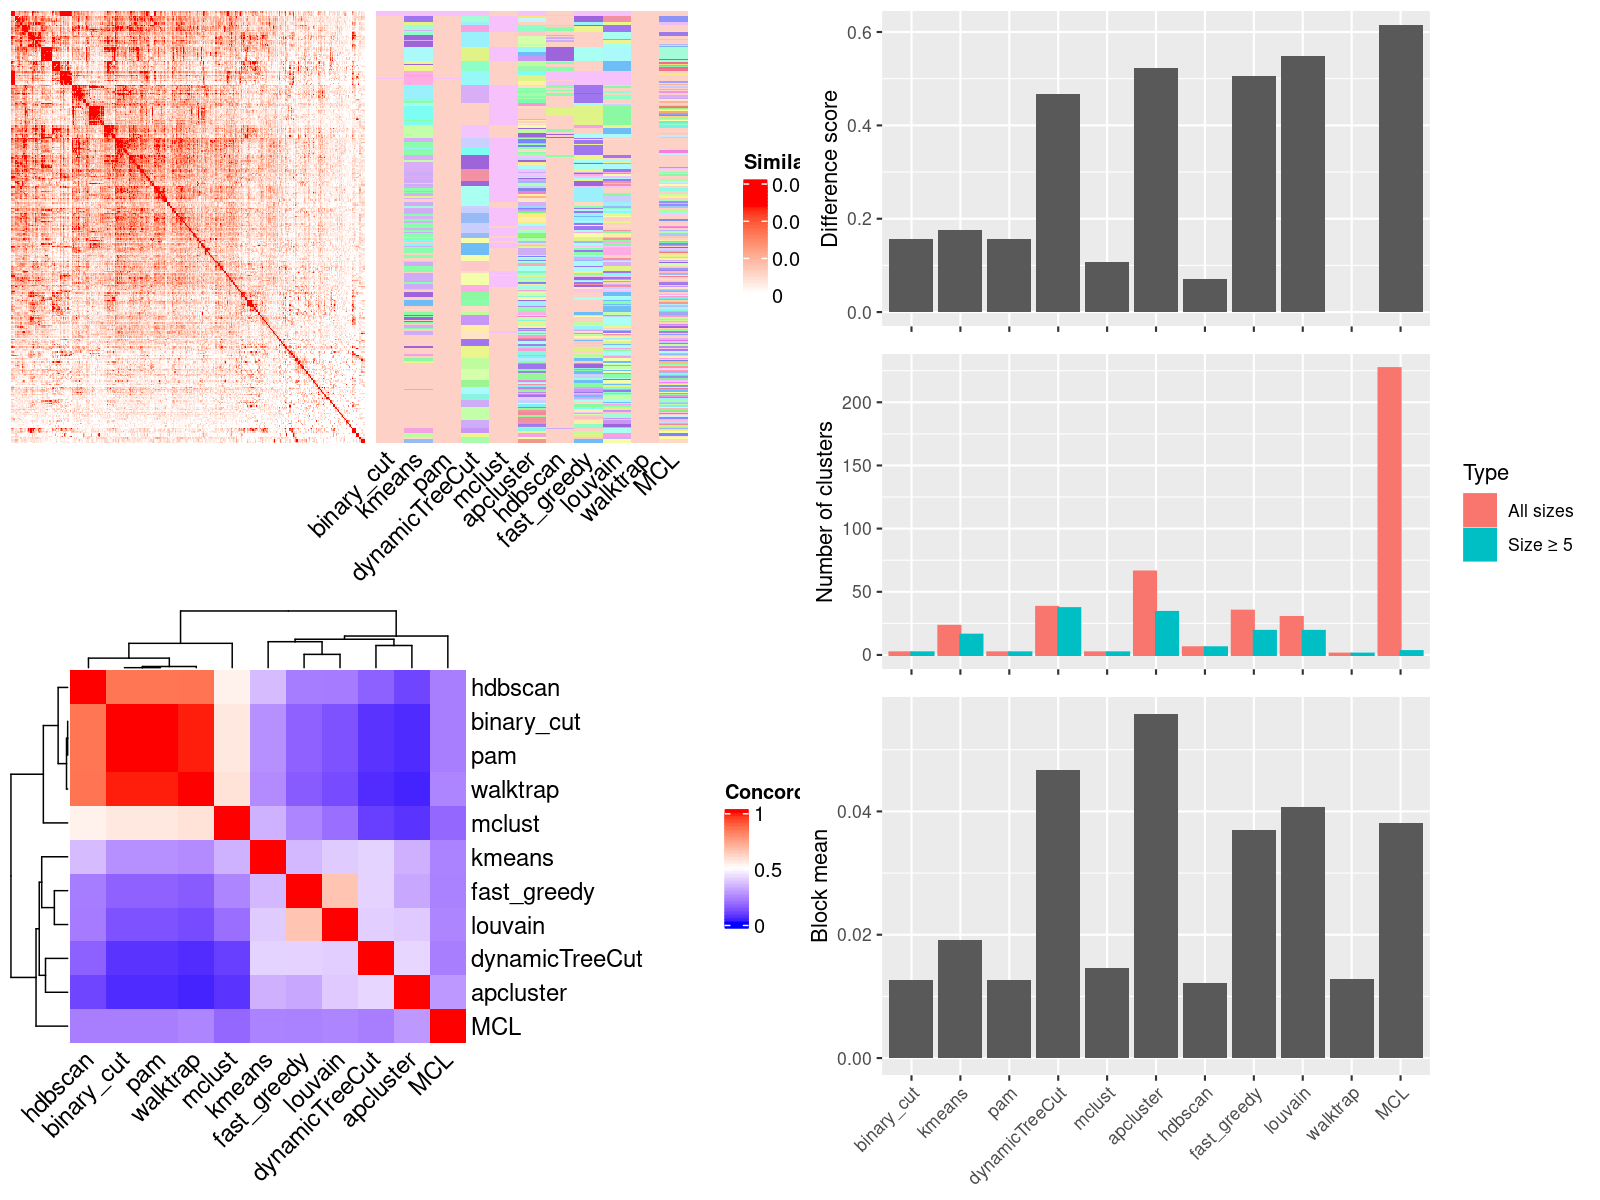 Simila
0.0
0.0
0.0
0
binary_cut
kmeans
pam
dynamicTreeCut
mclust
apcluster
hdbscan
fast_greedy
louvain
walktrap
MCL
hdbscan
binary_cut
pam
walktrap
mclust
kmeans
fast_greedy
louvain
dynamicTreeCut
apcluster
MCL
hdbscan
binary_cut
pam
walktrap
mclust
kmeans
fast_greedy
louvain
dynamicTreeCut
apcluster
MCL
Concord
1
0.5
0
Difference score
0.6
0.4
0.2
0.0
Number of clusters
200
150
100
50
0
Type
All sizes
Size ≥ 5
Block mean
0.04
0.02
0.00
binary_cut
kmeans
pam
dynamicTreeCut
mclust
apcluster
hdbscan
fast_greedy
louvain
walktrap
MCL